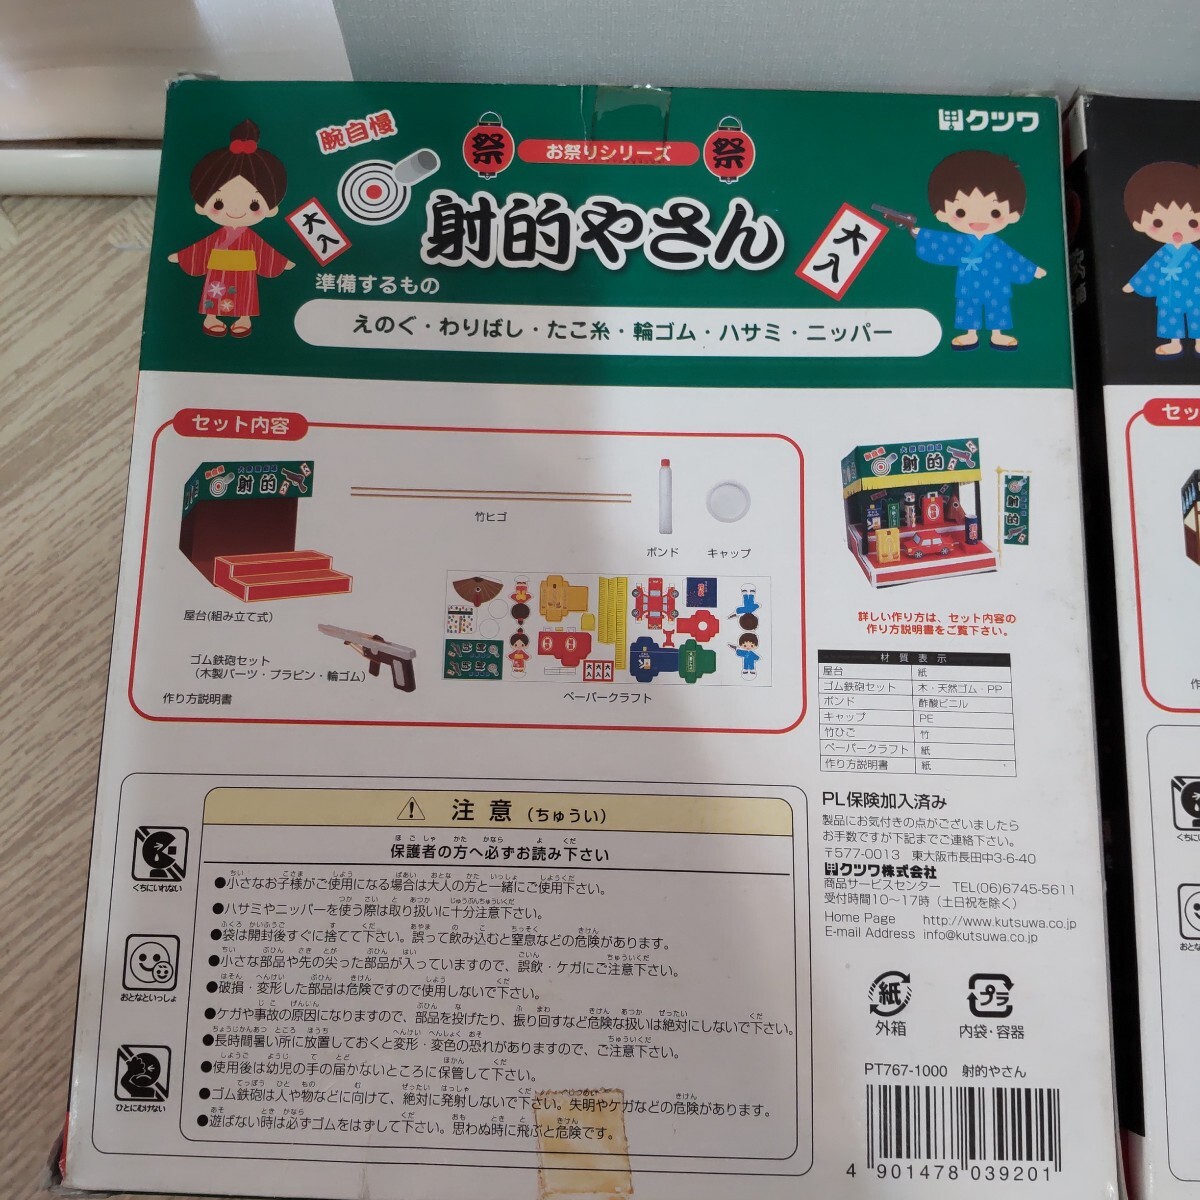 クツワ
腕自慢
祭
お祭りシリーズ
祭
大入
射的やさん
大入
準備するもの
えのぐ・わりばし・たこ糸・輪ゴム・ハサミ・ニッパー
セット内容
射的
竹ヒゴ
ボンド
キャップ
屋台(組み立て式)
ゴム鉄砲セット
(木製パーツ・プラピン・輪ゴム)
作り方説明書
ペーパークラフト
腕自慢
射的
射的
詳しい作り方は、セット内容の
作り方説明書をご覧下さい。
材質表示
屋台 紙
ゴム鉄砲セット 木・天然ゴム・PP
ボンド 酢酸ビニル
キャップ PE
竹ひご 竹
ペーパークラフト 紙
作り方説明書 紙
注意(ちゅうい)
保護者の方へ必ずお読み下さい
●小さなお子様がご使用になる場合は大人の方と一緒にご使用下さい。
●ハサミやニッパーを使う際は取り扱いに十分注意下さい。
●袋は開封後すぐに捨てて下さい。誤って飲み込むと窒息などの危険があります。
●小さな部品や先の尖った部品が入っていますので、誤飲・ケガにご注意下さい。
●破損・変形した部品は危険ですので使用しないで下さい。
●ケガや事故の原因になりますので、部品を投げたり、振り回すなど危険な扱いは絶対にしないで下さい。
●長時間暑い所に放置しておくと変形・変色の恐れがありますので、ご注意下さい。
●使用後は幼児の手の届かないところに保管して下さい。
●ゴム鉄砲は人や物などに向けて、絶対に発射しないで下さい。失明やケガなどの危険があります。
●遊ばない時は必ずゴムをはずして下さい。思わぬ時に飛ぶと危険です。
くちにいれない
おとなといっしょ
ひとにむけない
PL保険加入済み
製品にお気付きの点がございましたら
お手数ですが下記までご連絡下さい。
〒577-0013 東大阪市長田中3-6-40
クツワ株式会社
商品サービスセンター TEL(06)6745-5611
受付時間10〜17時(土日祝を除く)
Home Page http://www.kutsuwa.co.jp
E-mail Address info@kutsuwa.co.jp
紙
外箱
プラ
内袋・容器
PT767-1000 射的やさん
4 901478 039201
セッ